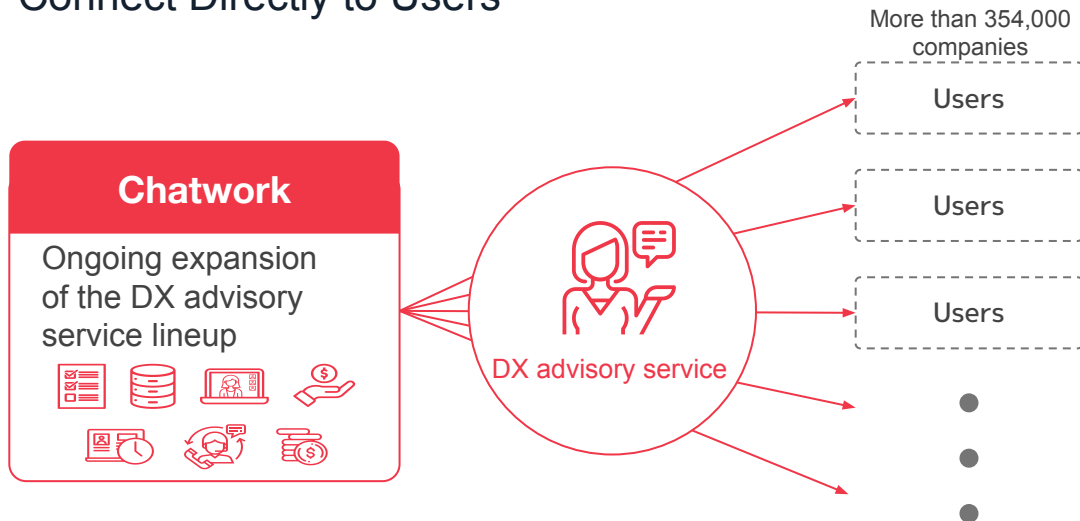 Connect Directly to Users
More than 354,000
companies
Users
Chatwork
Users
Ongoing expansion
of the DX advisory
service lineup
Users
DX advisory service